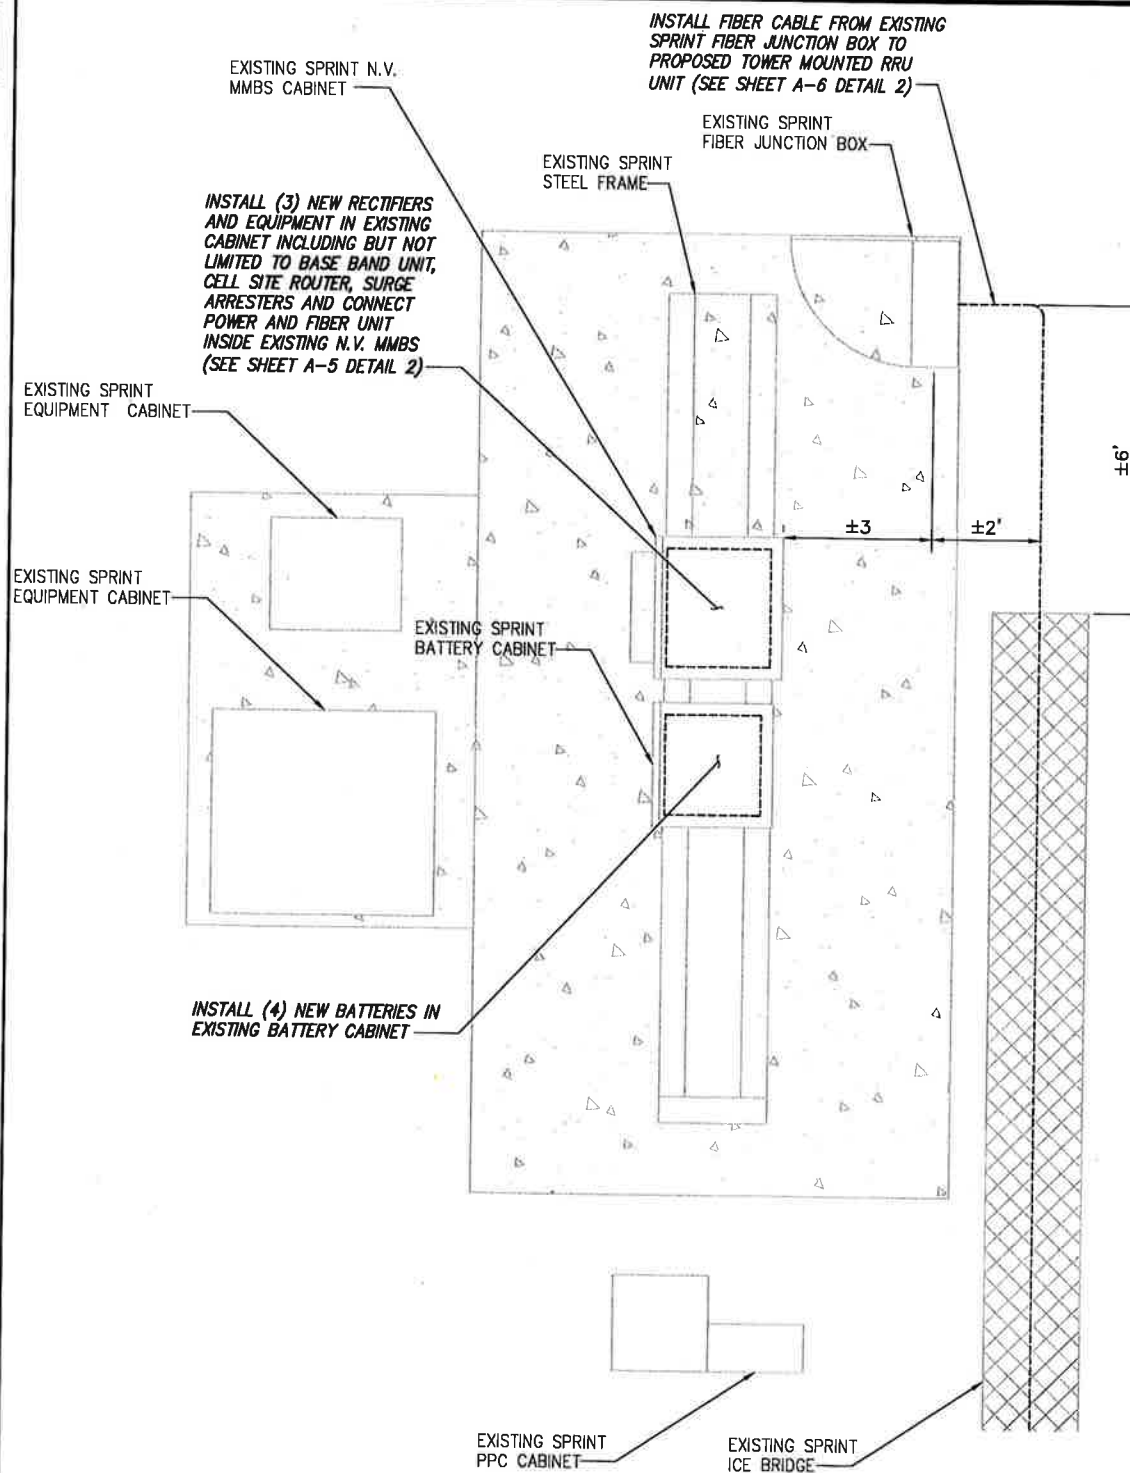 INSTALL FIBER CABLE FROM EXISTING
SPRINT FIBER JUNCTION BOX TO
PROPOSED TOWER MOUNTED RRU
UNIT (SEE SHEET A-6 DETAIL 2)
EXISTING SPRINT N.V.
MMBS CABINET
EXISTING SPRINT
FIBER JUNCTION BOX
EXISTING SPRINT
STEEL FRAME
INSTALL (3) NEW RECTIFIERS
AND EQUIPMENT IN EXISTING
CABINET INCLUDING BUT NOT
LIMITED TO BASE BAND UNIT,
CELL SITE ROUTER, SURGE
ARRESTERS AND CONNECT
POWER AND FIBER UNIT
INSIDE EXISTING N.V. MMBS
(SEE SHEET A-5 DETAIL 2)
EXISTING SPRINT
EQUIPMENT CABINET
±6'
±3
±2'
EXISTING SPRINT
EQUIPMENT CABINET
EXISTING SPRINT
BATTERY CABINET
INSTALL (4) NEW BATTERIES IN
EXISTING BATTERY CABINET
EXISTING SPRINT
PPC CABINET
EXISTING SPRINT
ICE BRIDGE